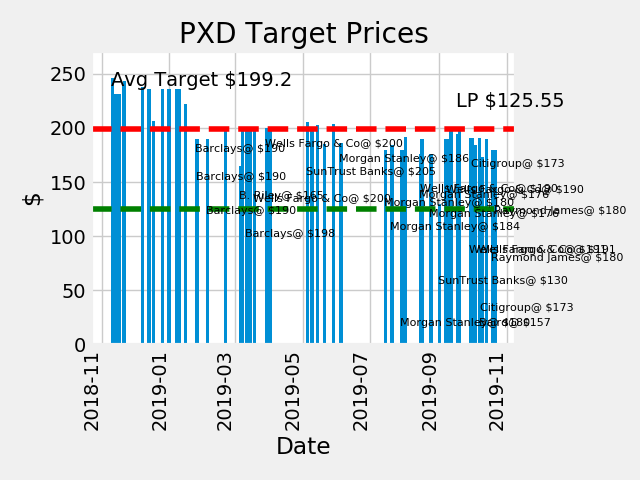 PXD Target Prices
Avg Target $199.2
LP $125.55
$
250
200
150
100
50
0
Barclays@ $190
Wells Fargo & Co@ $200
Morgan Stanley@ $186
Citigroup@ $173
SunTrust Banks@ $205
Barclays@ $190
B. Riley@ $165
Wells Fargo & Co@ $200
Wells Fargo & Co@ $190
Morgan Stanley@ $176
Morgan Stanley@ $180
Barclays@ $190
Morgan Stanley@ $176
Raymond James@ $180
Morgan Stanley@ $184
Barclays@ $198
Wells Fargo & Co@ $191
Raymond James@ $180
SunTrust Banks@ $130
Citigroup@ $173
Morgan Stanley@ $180
2018-11
2019-01
2019-03
2019-05
2019-07
2019-09
2019-11
Date